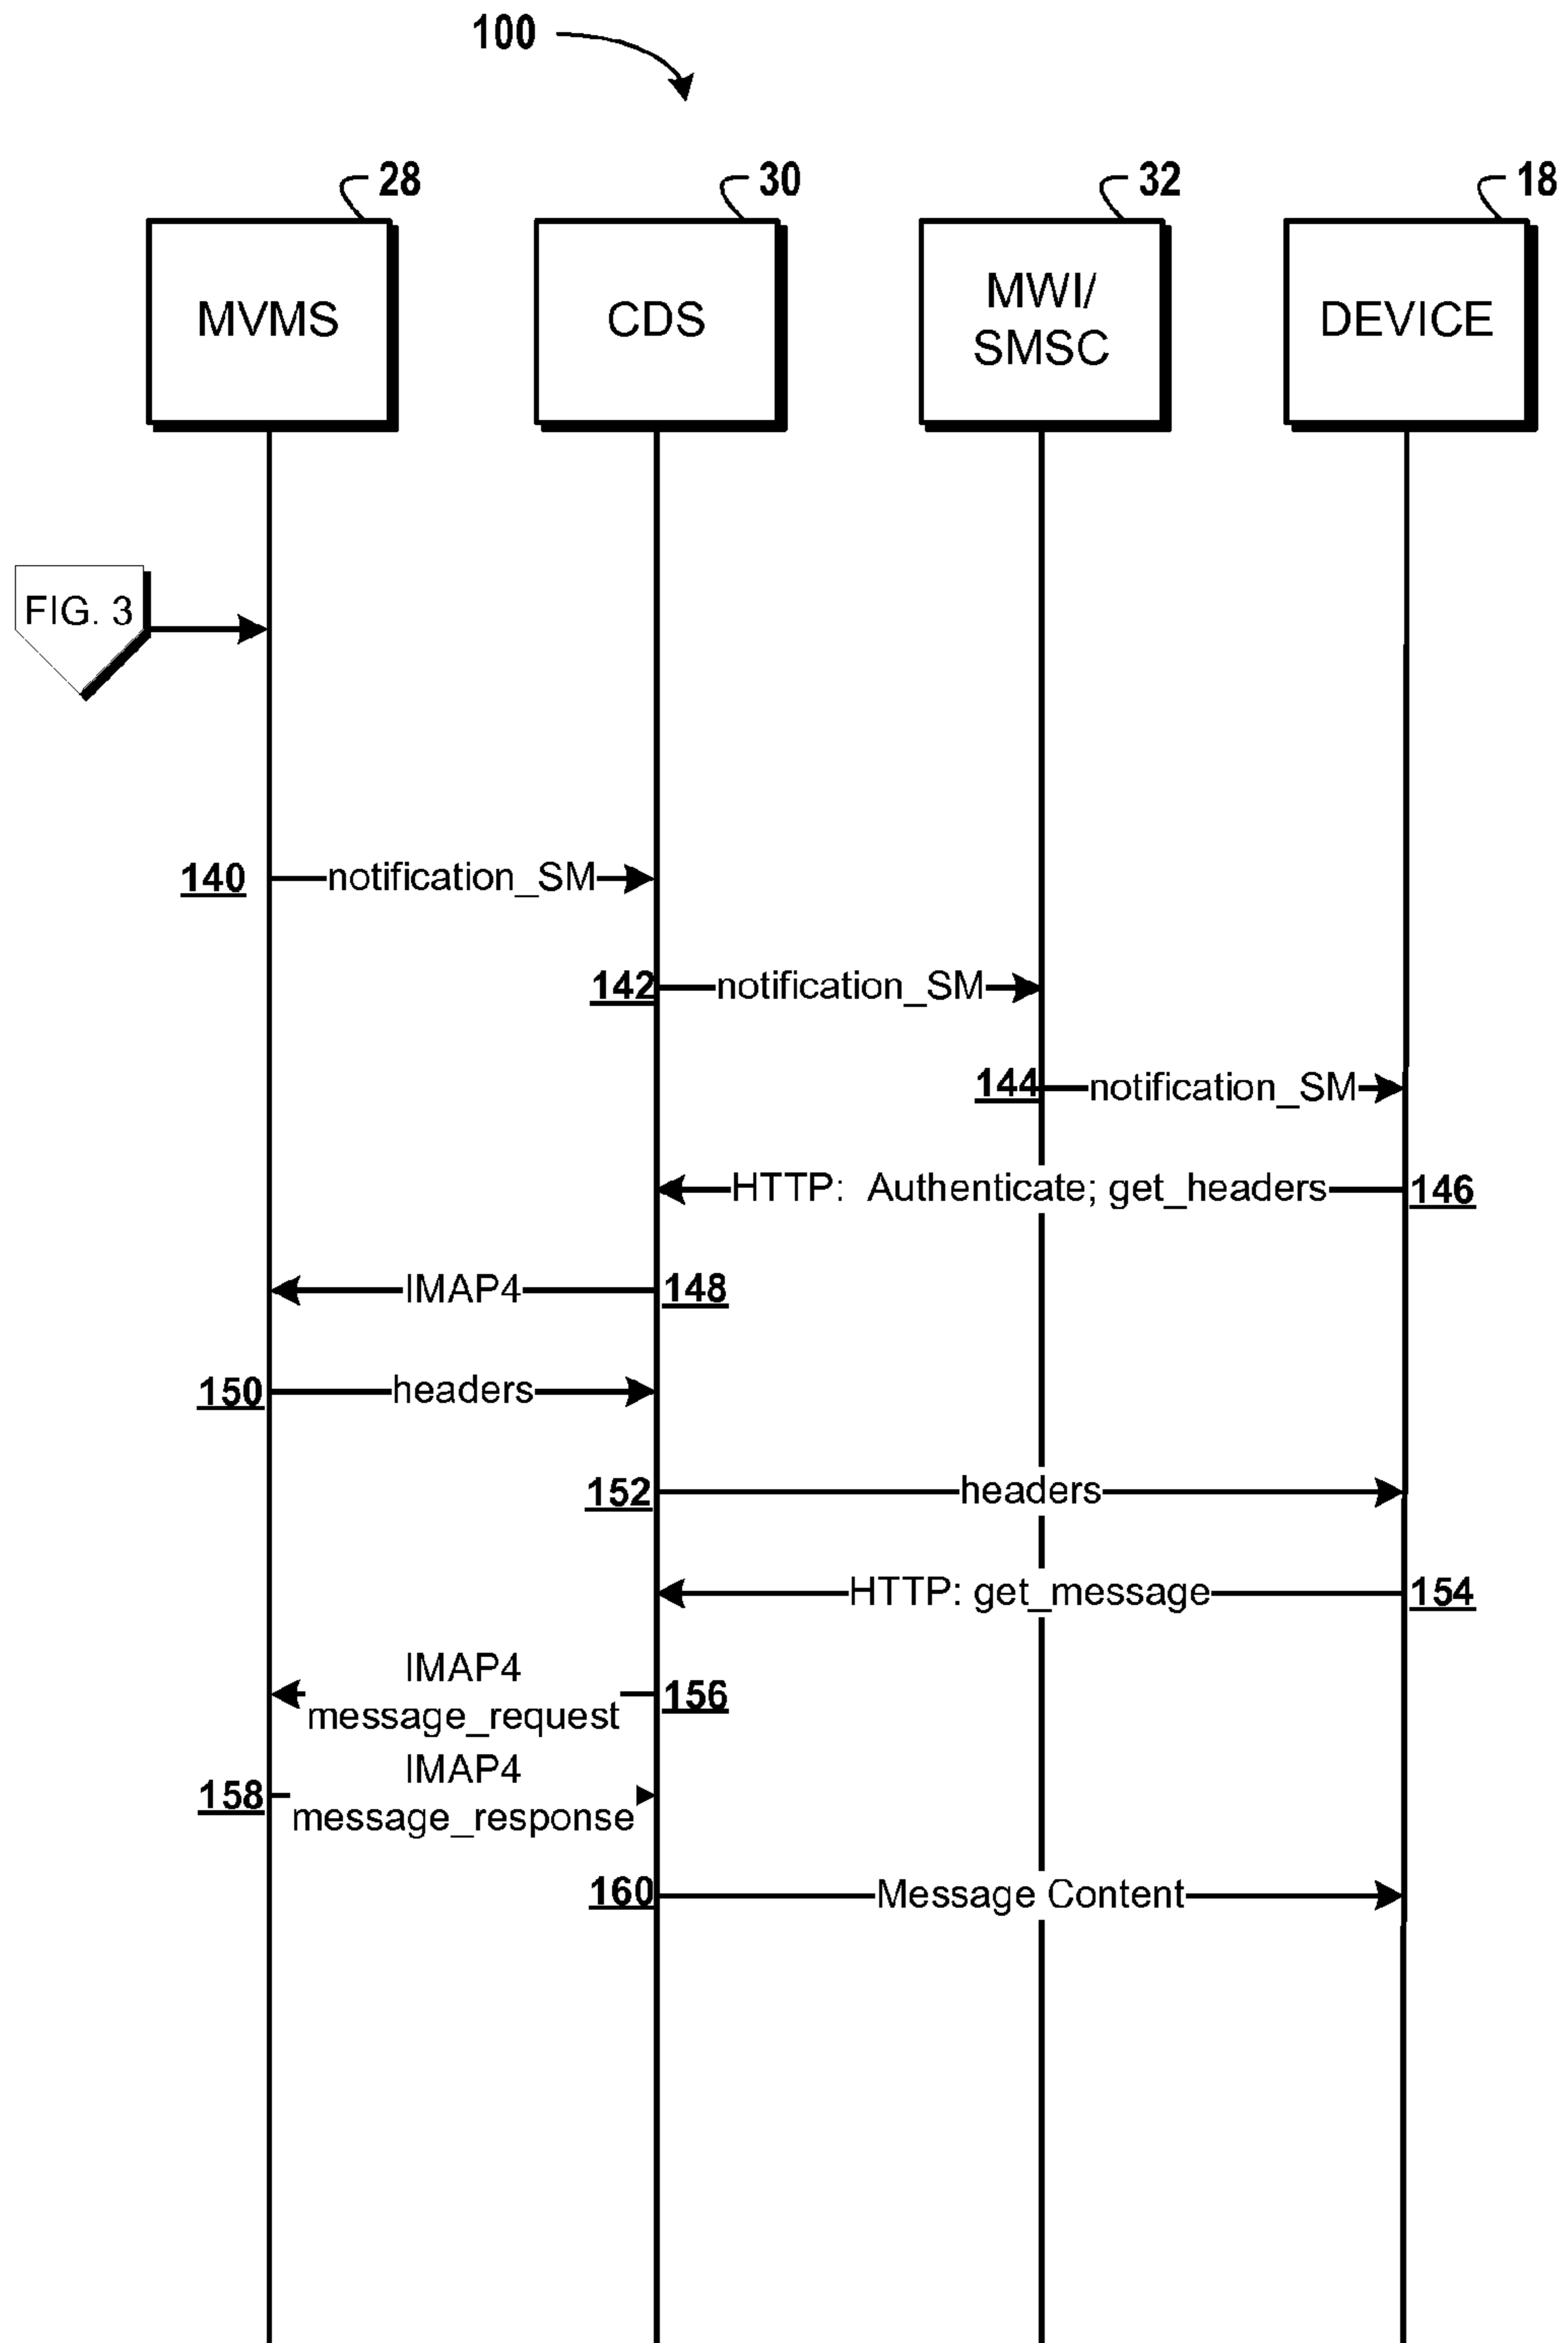 100
28
30
32
18
MVMS
CDS
MWI/
SMSC
DEVICE
FIG. 3
140
notification_SM
142
notification_SM
144
notification_SM
HTTP: Authenticate; get_headers
146
IMAP4
148
150
headers
152
headers
HTTP: get_message
154
IMAP4
message_request
156
158
IMAP4
message_response
160
Message Content